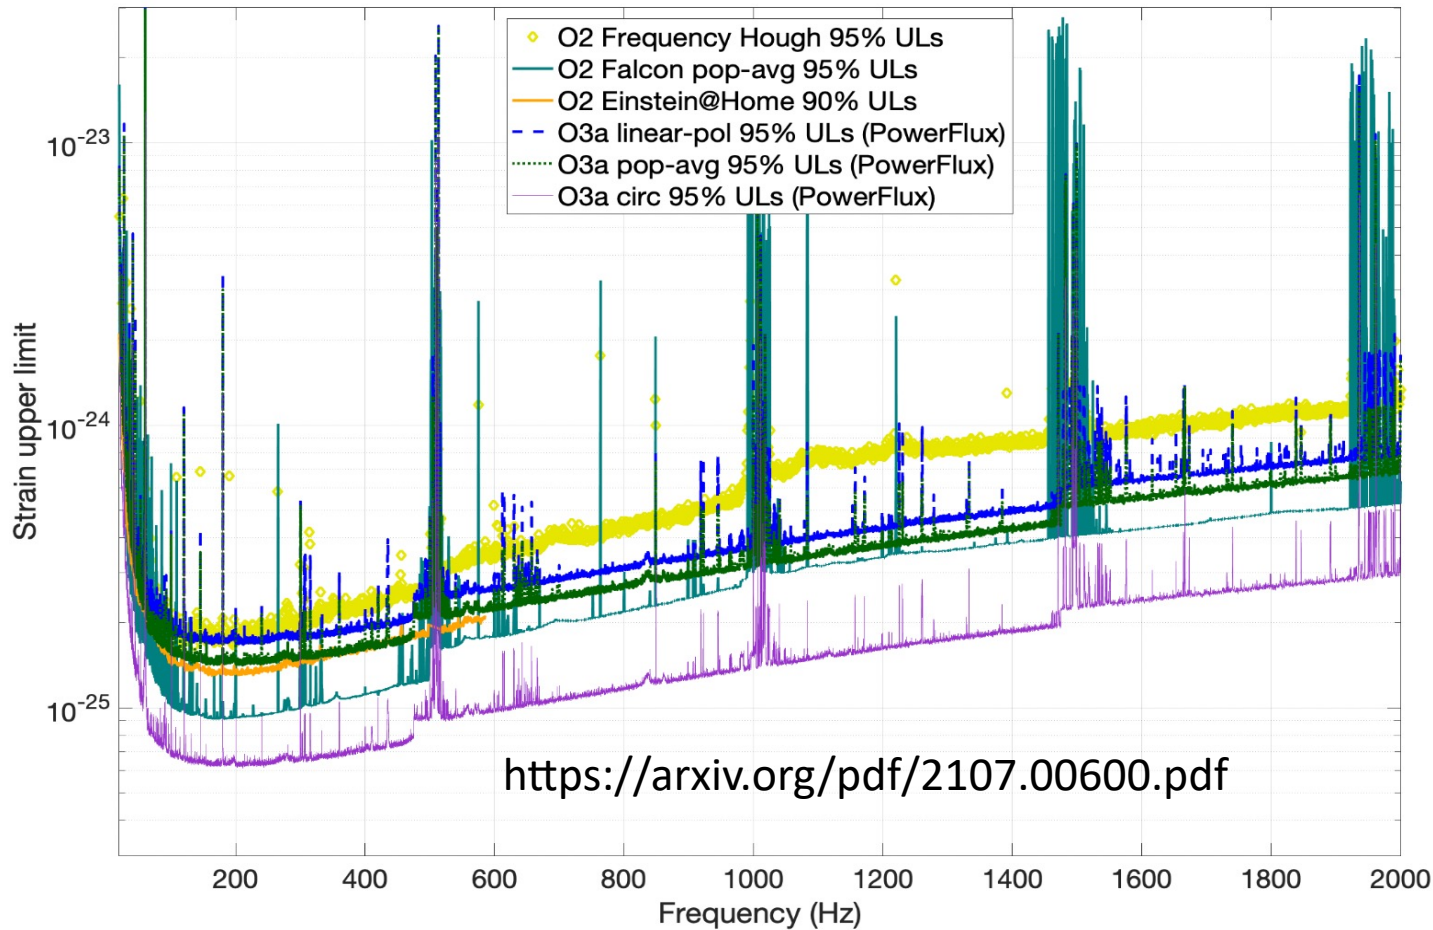 O2 Frequency Hough 95% ULs
O2 Falcon pop-avg 95% ULs
O2 Einstein@Home 90% ULs
O3a linear-pol 95% ULs (PowerFlux)
O3a pop-avg 95% ULs (PowerFlux)
O3a circ 95% ULs (PowerFlux)
10-23
10-24
10-25
Strain upper limit
https://arxiv.org/pdf/2107.00600.pdf
200 400 600 800 1000 1200 1400 1600 1800 2000
Frequency (Hz)